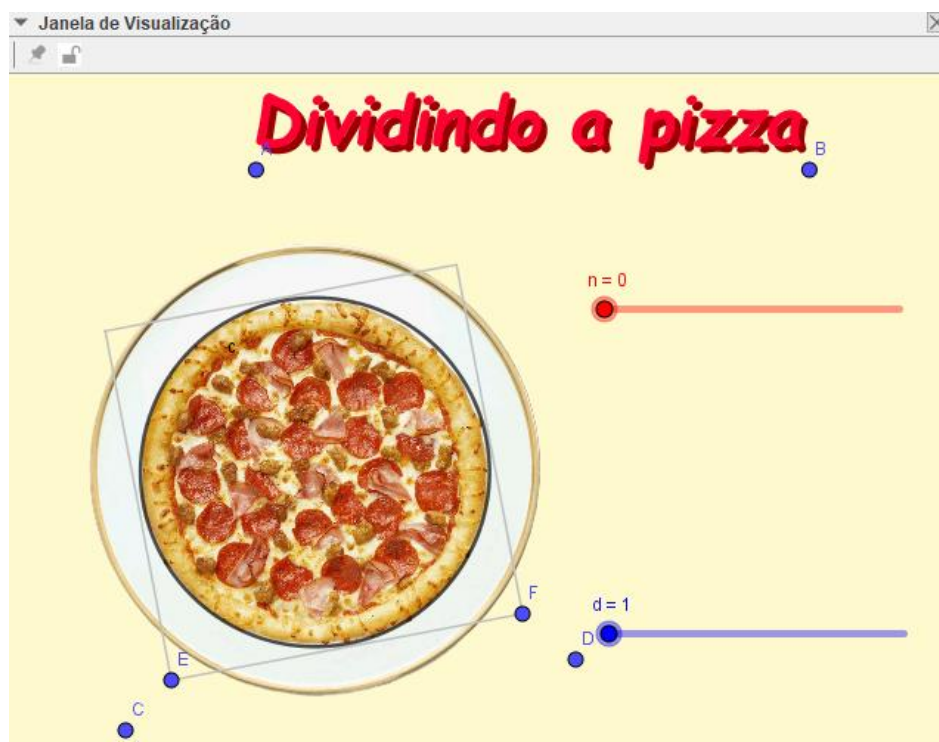 Janela de Visualização
Dividindo a pizza
A
B
n = 0
c
d = 1
F
D
E
C